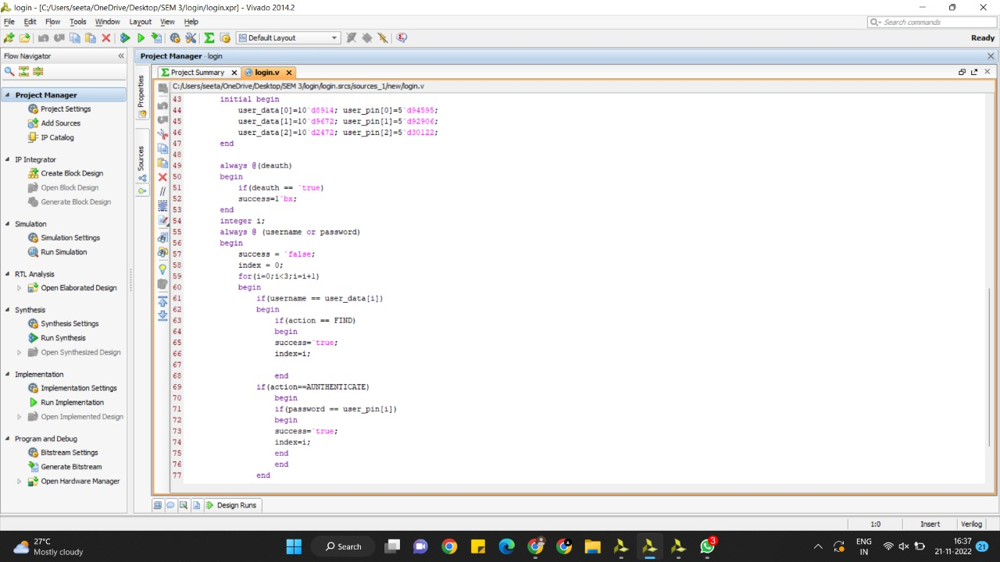 login - [C:/Users/seeta/OneDrive/Desktop/SEM 3/login/login.xpr] - Vivado 2014.2
File Edit Flow Tools Window Layout View Help
Search commands
Default Layout
Ready
Flow Navigator
Project Manager
Project Settings
Add Sources
IP Catalog
IP Integrator
Create Block Design
Open Block Design
Generate Block Design
Simulation
Simulation Settings
Run Simulation
RTL Analysis
Open Elaborated Design
Synthesis
Synthesis Settings
Run Synthesis
Open Synthesized Design
Implementation
Implementation Settings
Run Implementation
Open Implemented Design
Program and Debug
Bitstream Settings
Generate Bitstream
Open Hardware Manager
Project Manager - login
Properties
Sources
Project Summary
login.v
C:/Users/seeta/OneDrive/Desktop/SEM 3/login/login.srcs/sources_1/new/login.v
43 initial begin
44 user_data[0]=10`d8914; user_pin[0]=5`d94595;
45 user_data[1]=10`d9672; user_pin[1]=5`d92906;
46 user_data[2]=10`d2472; user_pin[2]=5`d30122;
47 end
48
49 always @(deauth)
50 begin
51 if(deauth == `true)
52 success=1`bx;
53 end
54 integer i;
55 always @ (username or password)
56 begin
57 success = `false;
58 index = 0;
59 for(i=0;i<3;i=i+1)
60 begin
61 if(username == user_data[i])
62 begin
63 if(action == FIND)
64 begin
65 success=`true;
66 index=i;
67
68 end
69 if(action==AUNTHENTICATE)
70 begin
71 if(password == user_pin[i])
72 begin
73 success=`true;
74 index=i;
75 end
76 end
77 end
Design Runs
1:0 Insert Verilog
27°C
Mostly cloudy
Search
3
ENG
IN
16:37
21-11-2022
21